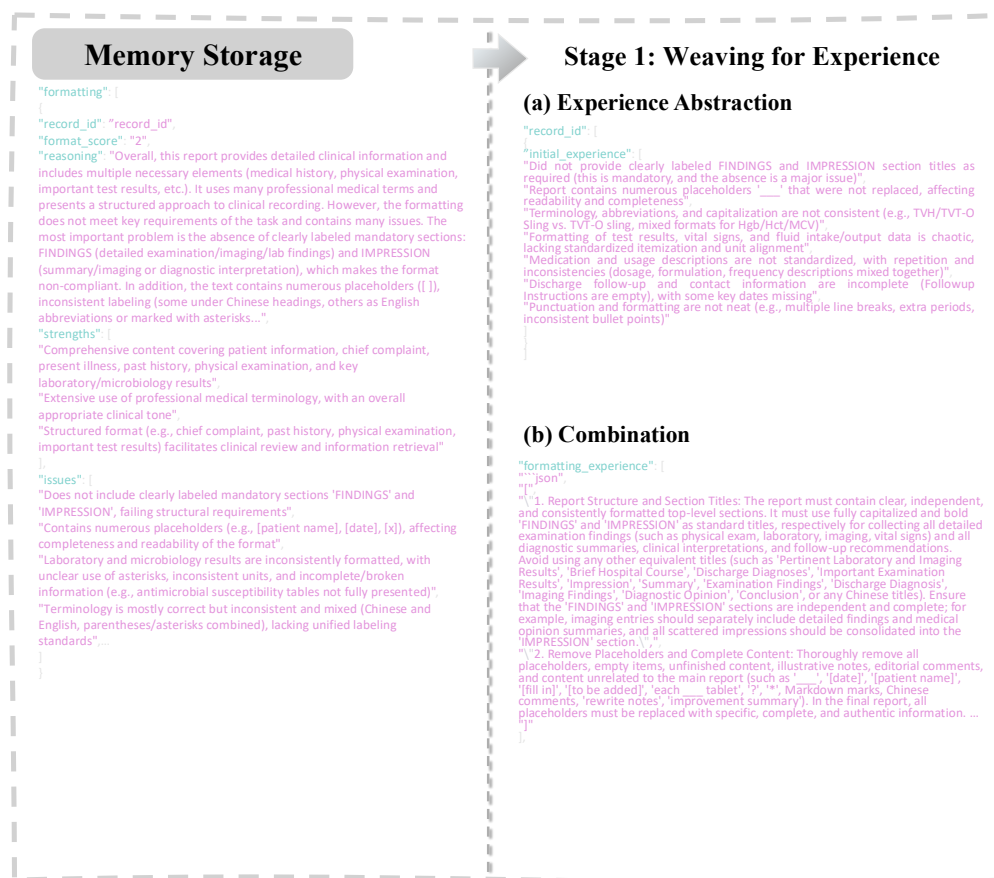 Memory Storage
"formatting": [
{
"record_id": "record_id",
"format_score": "2",
"reasoning": "Overall, this report provides detailed clinical information and
includes multiple necessary elements (medical history, physical examination,
important test results, etc.). It uses many professional medical terms and
presents a structured approach to clinical recording. However, the formatting
does not meet key requirements of the task and contains many issues. The
most important problem is the absence of clearly labeled mandatory sections:
FINDINGS (detailed examination/imaging/lab findings) and IMPRESSION
(summary/imaging or diagnostic interpretation), which makes the format
non-compliant. In addition, the text contains numerous placeholders ([ ]),
inconsistent labeling (some under Chinese headings, others as English
abbreviations or marked with asterisks...",
"strengths": [
"Comprehensive content covering patient information, chief complaint,
present illness, past history, physical examination, and key
laboratory/microbiology results",
"Extensive use of professional medical terminology, with an overall
appropriate clinical tone",
"Structured format (e.g., chief complaint, past history, physical examination,
important test results) facilitates clinical review and information retrieval"
],
"issues": [
"Does not include clearly labeled mandatory sections 'FINDINGS' and
'IMPRESSION', failing structural requirements",
"Contains numerous placeholders (e.g., [patient name], [date], [x]), affecting
completeness and readability of the format",
"Laboratory and microbiology results are inconsistently formatted, with
unclear use of asterisks, inconsistent units, and incomplete/broken
information (e.g., antimicrobial susceptibility tables not fully presented)",
"Terminology is mostly correct but inconsistent and mixed (Chinese and
English, parentheses/asterisks combined), lacking unified labeling
standards",...
]
}
Stage 1: Weaving for Experience
(a) Experience Abstraction
"record_id": [
{
"initial_experience": [
"Did not provide clearly labeled FINDINGS and IMPRESSION section titles as
required (this is mandatory, and the absence is a major issue)",
"Report contains numerous placeholders '___' that were not replaced, affecting
readability and completeness",
"Terminology, abbreviations, and capitalization are not consistent (e.g., TVH/TVT-O
Sling vs. TVT-O sling, mixed formats for Hgb/Hct/MCV)",
"Formatting of test results, vital signs, and fluid intake/output data is chaotic,
lacking standardized itemization and unit alignment",
"Medication and usage descriptions are not standardized, with repetition and
inconsistencies (dosage, formulation, frequency descriptions mixed together)",
"Discharge follow-up and contact information are incomplete (Followup
Instructions are empty), with some key dates missing",
"Punctuation and formatting are not neat (e.g., multiple line breaks, extra periods,
inconsistent bullet points)"
]
}
]
(b) Combination
"formatting_experience": [
"```json",
"[",
"\"1. Report Structure and Section Titles: The report must contain clear, independent,
and consistently formatted top-level sections. It must use fully capitalized and bold
'FINDINGS' and 'IMPRESSION' as standard titles, respectively for collecting all detailed
examination findings (such as physical exam, laboratory, imaging, vital signs) and all
diagnostic summaries, clinical interpretations, and follow-up recommendations.
Avoid using any other equivalent titles (such as 'Pertinent Laboratory and Imaging
Results', 'Brief Hospital Course', 'Discharge Diagnoses', 'Important Examination
Results', 'Impression', 'Summary', 'Examination Findings', 'Discharge Diagnosis',
'Imaging Findings', 'Diagnostic Opinion', 'Conclusion', or any Chinese titles). Ensure
that the 'FINDINGS' and 'IMPRESSION' sections are independent and complete; for
example, imaging entries should separately include detailed findings and medical
opinion summaries, and all scattered impressions should be consolidated into the
'IMPRESSION' section.\",",
"\"2. Remove Placeholders and Complete Content: Thoroughly remove all
placeholders, empty items, unfinished content, illustrative notes, editorial comments,
and content unrelated to the main report (such as '___', '[date]', '[patient name]',
'[fill in]', '[to be added]', 'each ___ tablet', '?', '*', Markdown marks, Chinese
comments, 'rewrite notes', 'improvement summary'). In the final report, all
placeholders must be replaced with specific, complete, and authentic information. ...
"]"
],